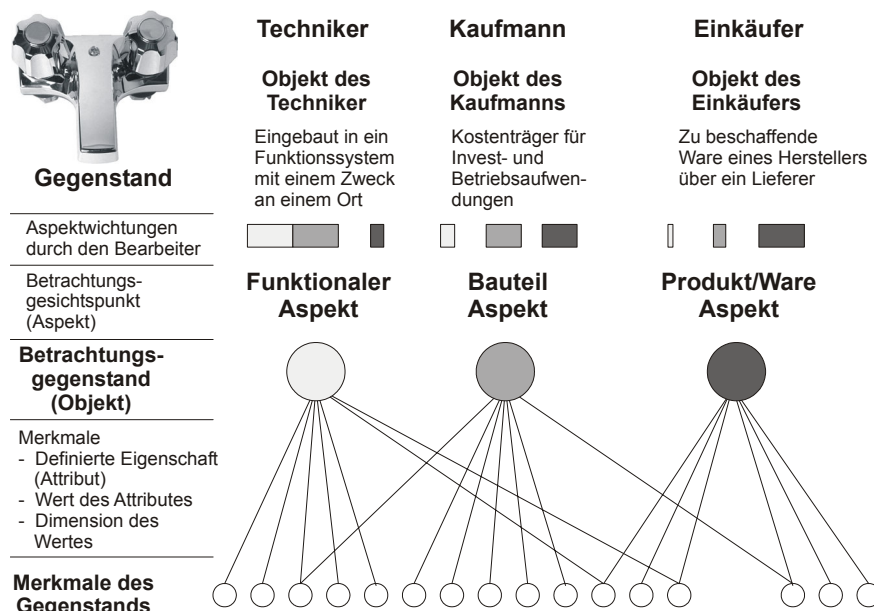 Techniker
Kaufmann
Einkäufer
Objekt des
Techniker
Objekt des
Kaufmanns
Objekt des
Einkäufers
Eingebaut in ein
Funktionssystem
mit einem Zweck
an einem Ort
Kostenträger für
Invest- und
Betriebsaufwen-
dungen
Zu beschaffende
Ware eines Herstellers
über ein Lieferer
Gegenstand
Aspektwichtungen
durch den Bearbeiter
Betrachtungs-
gesichtspunkt
(Aspekt)
Funktionaler
Aspekt
Bauteil
Aspekt
Produkt/Ware
Aspekt
Betrachtungs-
gegenstand
(Objekt)
Merkmale
- Definierte Eigenschaft
(Attribut)
- Wert des Attributes
- Dimension des
Wertes
Merkmale des
Gegenstands